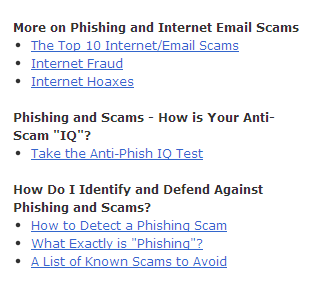 More on Phishing and Internet Email Scams
The Top 10 Internet/Email Scams
Internet Fraud
Internet Hoaxes
Phishing and Scams - How is Your Anti-
Scam "IQ"?
Take the Anti-Phish IQ Test
How Do I Identify and Defend Against
Phishing and Scams?
How to Detect a Phishing Scam
What Exactly is "Phishing"?
A List of Known Scams to Avoid